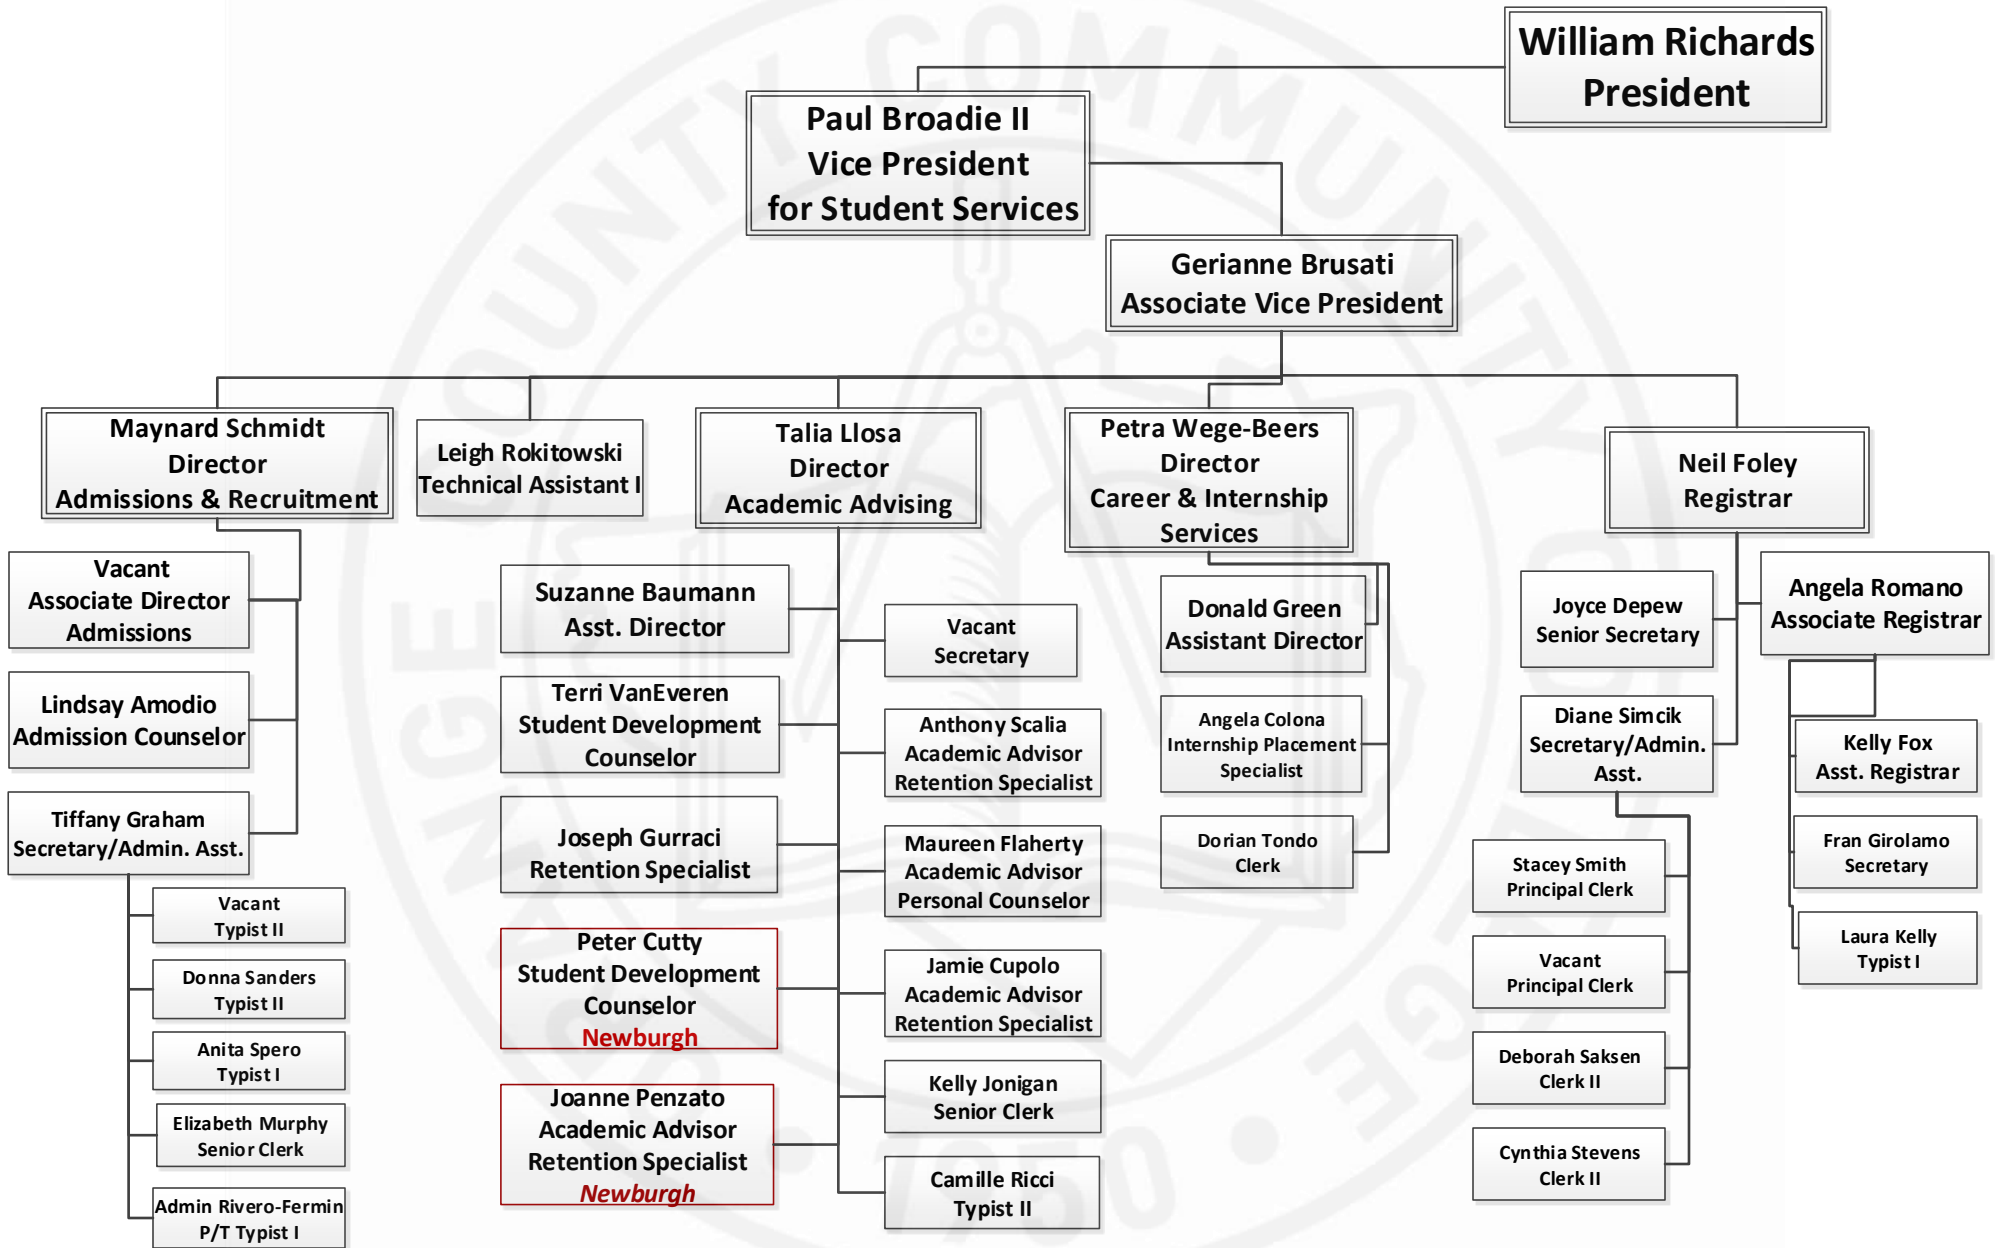 William Richards
President
Paul Broadie II
Vice President
for Student Services
Gerianne Brusati
Associate Vice President
Maynard Schmidt
Director
Admissions & Recruitment
Leigh Rokitowski
Technical Assistant I
Talia Llosa
Director
Academic Advising
Petra Wege-Beers
Director
Career & Internship
Services
Neil Foley
Registrar
Vacant
Associate Director
Admissions
Lindsay Amodio
Admission Counselor
Tiffany Graham
Secretary/Admin. Asst.
Vacant
Typist II
Donna Sanders
Typist II
Anita Spero
Typist I
Elizabeth Murphy
Senior Clerk
Admin Rivero-Fermin
P/T Typist I
Suzanne Baumann
Asst. Director
Terri VanEveren
Student Development
Counselor
Joseph Gurraci
Retention Specialist
Peter Cutty
Student Development
Counselor
Newburgh
Joanne Penzato
Academic Advisor
Retention Specialist
Newburgh
Vacant
Secretary
Anthony Scalia
Academic Advisor
Retention Specialist
Maureen Flaherty
Academic Advisor
Personal Counselor
Jamie Cupolo
Academic Advisor
Retention Specialist
Kelly Jonigan
Senior Clerk
Camille Ricci
Typist II
Donald Green
Assistant Director
Angela Colona
Internship Placement
Specialist
Dorian Tondo
Clerk
Joyce Depew
Senior Secretary
Diane Simcik
Secretary/Admin.
Asst.
Stacey Smith
Principal Clerk
Vacant
Principal Clerk
Deborah Saksen
Clerk II
Cynthia Stevens
Clerk II
Angela Romano
Associate Registrar
Kelly Fox
Asst. Registrar
Fran Girolamo
Secretary
Laura Kelly
Typist I
ORANGE COUNTY COMMUNITY COLLEGE
1950